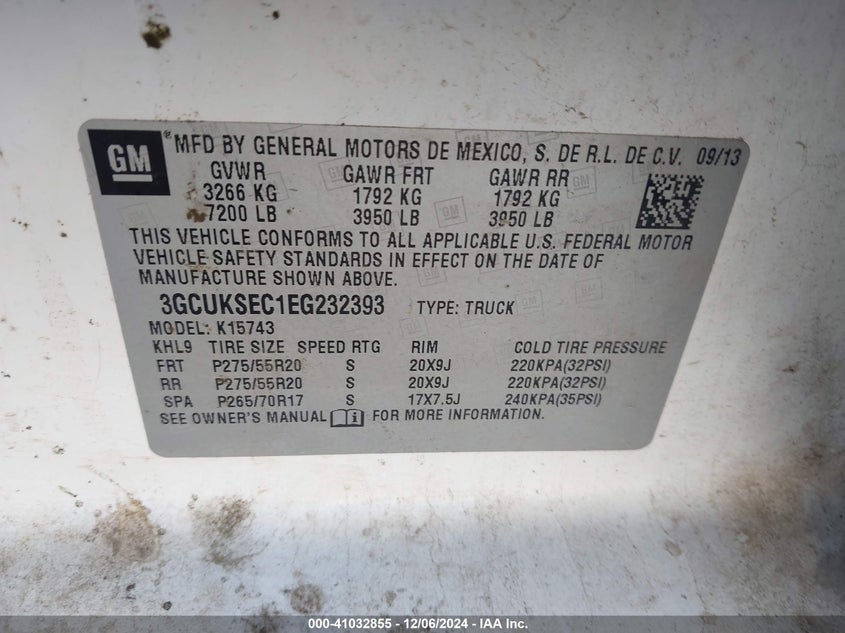 GM
® MFD BY GENERAL MOTORS DE MEXICO, S. DE R.L. DE C.V. 09/13
GVWR GAWR FRT GAWR RR
3266 KG 1792 KG 1792 KG
7200 LB 3950 LB 3950 LB
THIS VEHICLE CONFORMS TO ALL APPLICABLE U.S. FEDERAL MOTOR
VEHICLE SAFETY STANDARDS IN EFFECT ON THE DATE OF
MANUFACTURE SHOWN ABOVE.
3GCUKSEC1EG232393 TYPE: TRUCK
MODEL: K15743
KHL9 TIRE SIZE SPEED RTG RIM COLD TIRE PRESSURE
FRT P275/55R20 S 20X9J 220KPA(32PSI)
RR P275/55R20 S 20X9J 220KPA(32PSI)
SPA P265/70R17 S 17X7.5J 240KPA(35PSI)
SEE OWNER'S MANUAL i FOR MORE INFORMATION.
000-41032855 - 12/06/2024 - IAA Inc.